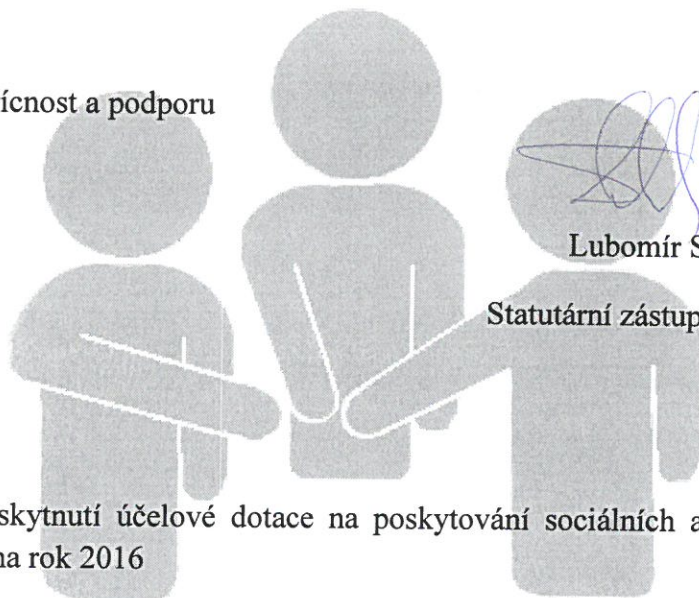 ícnost a podporu
Lubomír S
Statutární zástup
skytnutí účelové dotace na poskytování sociálních a
na rok 2016